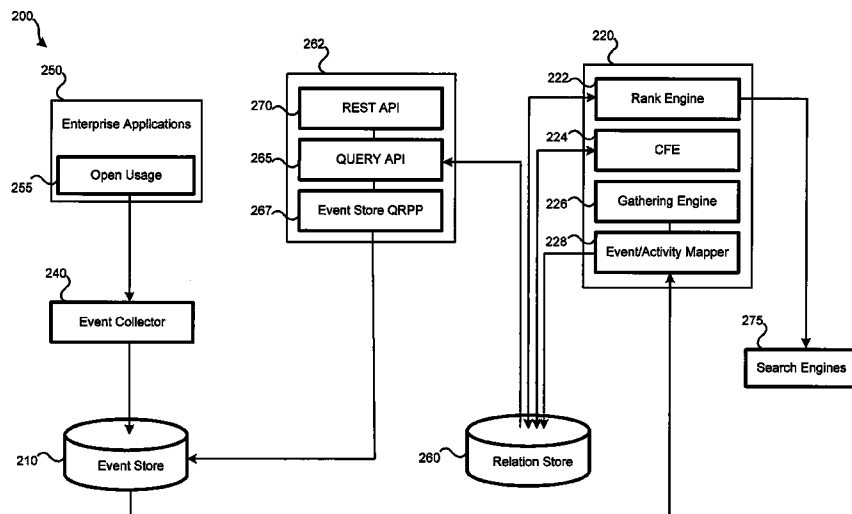 200
250
Enterprise Applications
255
Open Usage
240
Event Collector
210
Event Store
262
270
REST API
265
QUERY API
267
Event Store QRPP
260
Relation Store
220
222
Rank Engine
224
CFE
226
Gathering Engine
228
Event/Activity Mapper
275
Search Engines